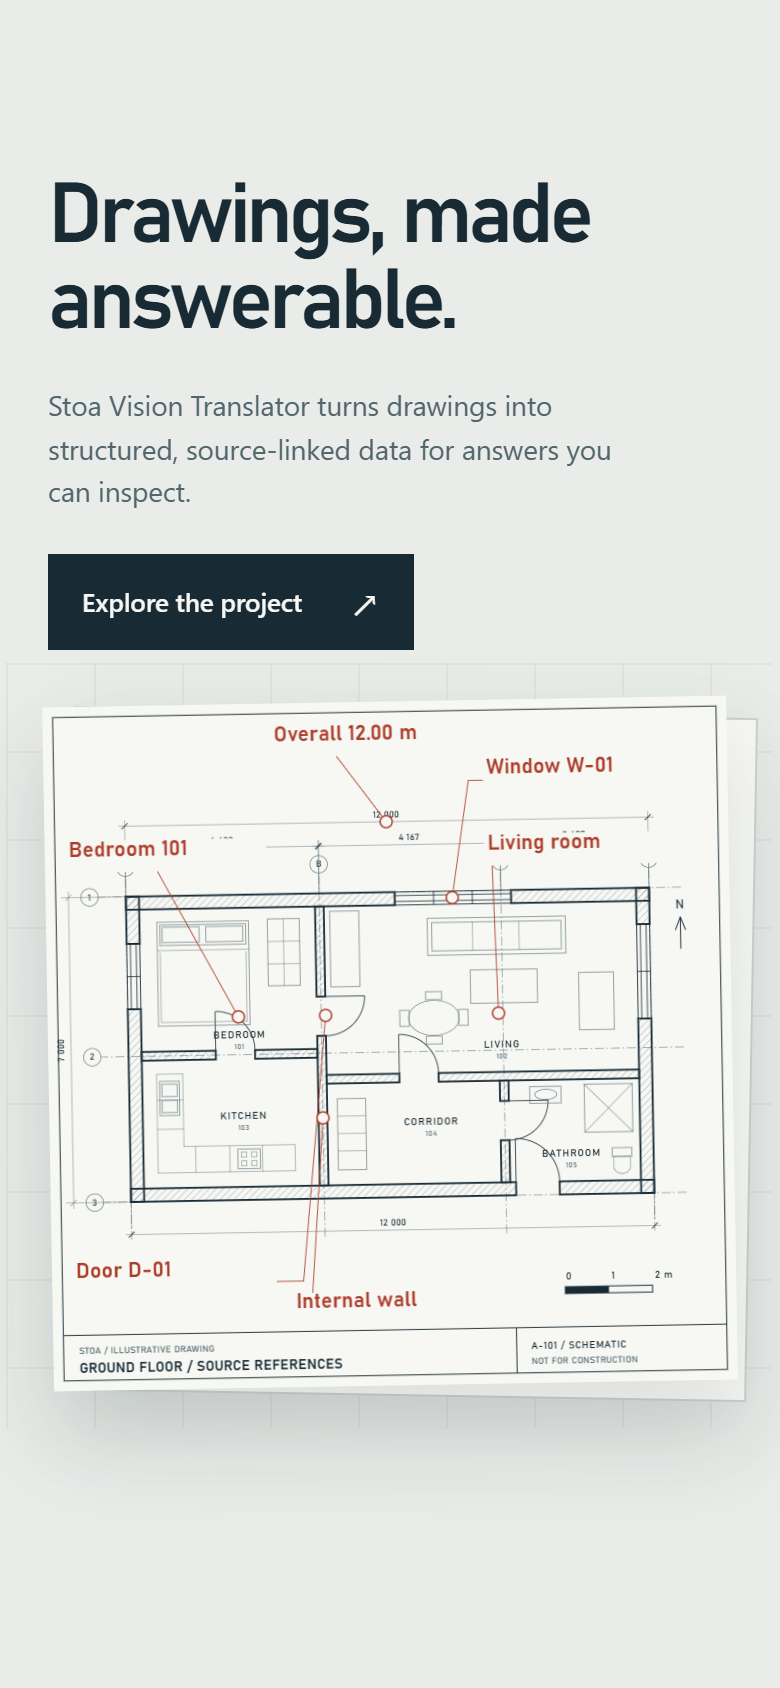 Drawings, made
answerable.
Stoa Vision Translator turns drawings into
structured, source-linked data for answers you
can inspect.
Explore the project ↗
Overall 12.00 m
Window W-01
12 000
4 167
Bedroom 101
Living room
B
1
N
BEDROOM
101
LIVING
102
7 000
2
KITCHEN
103
CORRIDOR
104
BATHROOM
105
3
12 000
Door D-01
Internal wall
0 1 2 m
STOA / ILLUSTRATIVE DRAWING
GROUND FLOOR / SOURCE REFERENCES
A-101 / SCHEMATIC
NOT FOR CONSTRUCTION